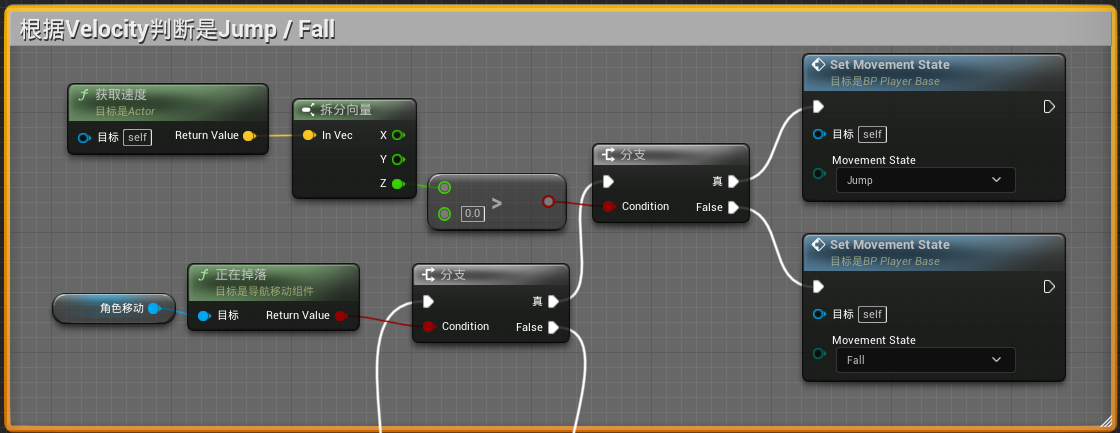 根据Velocity判断是Jump / Fall
获取速度
目标是Actor
目标 self
Return Value
拆分向量
In Vec
X
Y
Z
0.0
>
分支
真
Condition
False
Set Movement State
目标是BP Player Base
目标 self
Movement State
Jump
Set Movement State
目标是BP Player Base
目标 self
Movement State
Fall
角色移动
f 正在掉落
目标是导航移动组件
目标
Return Value
分支
真
Condition
False